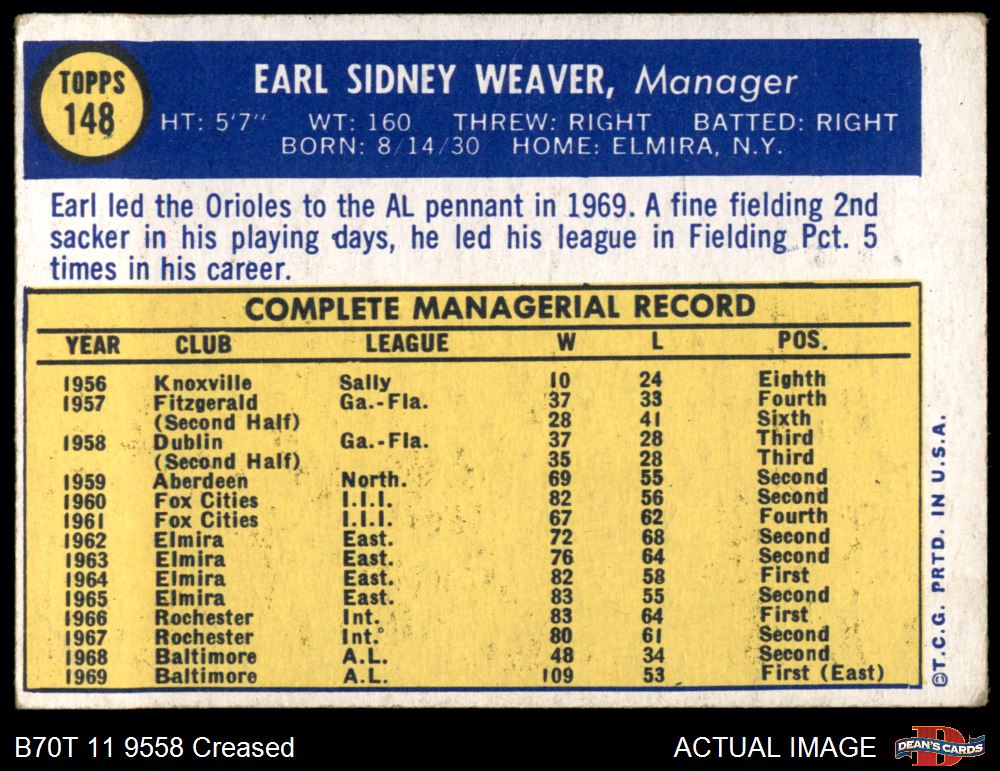 TOPPS
148
EARL SIDNEY WEAVER, Manager
HT: 5'7" WT: 160 THREW: RIGHT BATTED: RIGHT
BORN: 8/14/30 HOME: ELMIRA, N.Y.
Earl led the Orioles to the AL pennant in 1969. A fine fielding 2nd
sacker in his playing days, he led his league in Fielding Pct. 5
times in his career.
COMPLETE MANAGERIAL RECORD
YEAR CLUB LEAGUE W L POS.
1956 Knoxville Sally 10 24 Eighth
1957 Fitzgerald Ga.-Fla. 37 33 Fourth
(Second Half) 28 41 Sixth
1958 Dublin Ga.-Fla. 37 28 Third
(Second Half) 35 28 Third
1959 Aberdeen North. 69 55 Second
1960 Fox Cities I.I.I. 82 56 Second
1961 Fox Cities I.I.I. 67 62 Fourth
1962 Elmira East. 72 68 Second
1963 Elmira East. 76 64 Second
1964 Elmira East. 82 58 First
1965 Elmira East. 83 55 Second
1966 Rochester Int. 83 64 First
1967 Rochester Int. 80 61 Second
1968 Baltimore A.L. 48 34 Second
1969 Baltimore A.L. 109 53 First (East)
©T.C.G. PRTD. IN U.S.A.
B70T 11 9558 Creased
ACTUAL IMAGE
DEAN'S CARDS